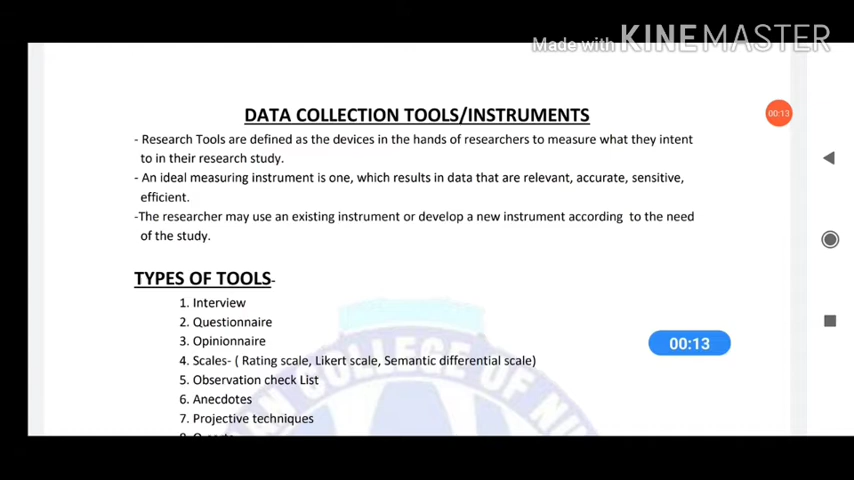 Made with KINEMASTER
DATA COLLECTION TOOLS/INSTRUMENTS
00:13
- Research Tools are defined as the devices in the hands of researchers to measure what they intent
to in their research study.
- An ideal measuring instrument is one, which results in data that are relevant, accurate, sensitive,
efficient.
-The researcher may use an existing instrument or develop a new instrument according to the need
of the study.
TYPES OF TOOLS-
1. Interview
2. Questionnaire
3. Opinionnaire
00:13
4. Scales- ( Rating scale, Likert scale, Semantic differential scale)
5. Observation check List
6. Anecdotes
7. Projective techniques
COLLEGE OF